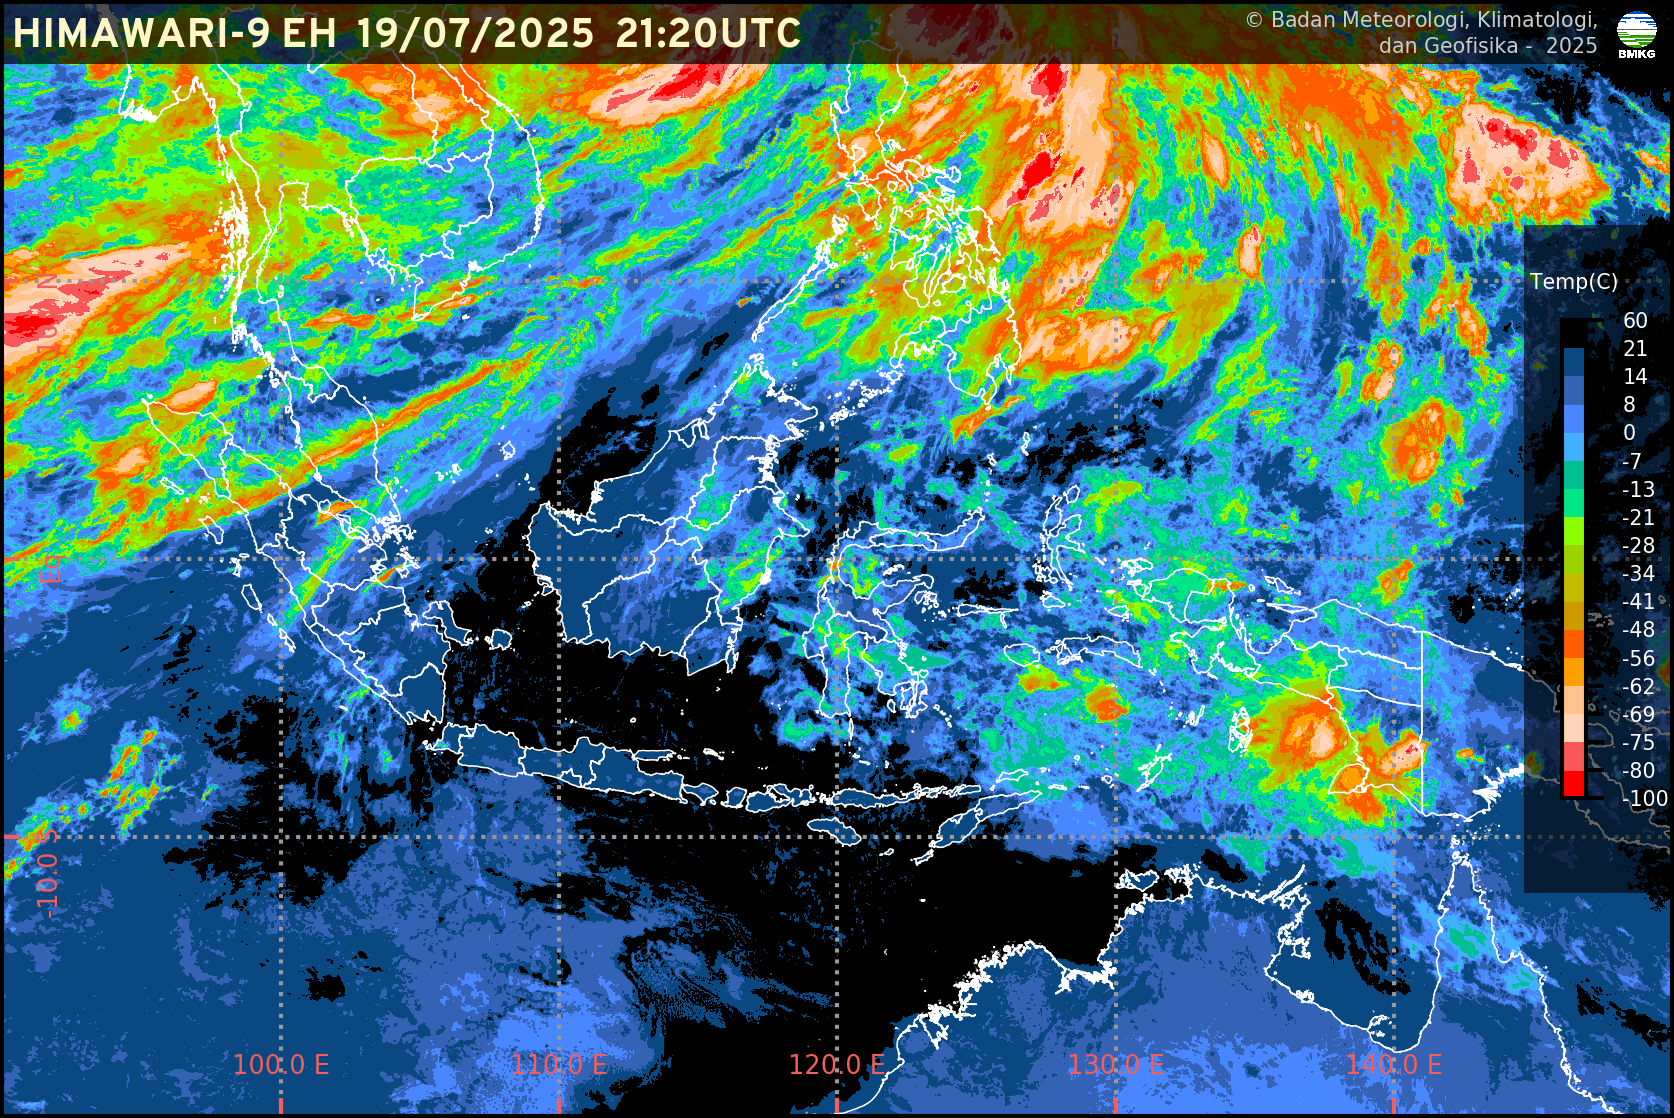 HIMAWARI-9 EH 19/07/2025 21:20UTC
© Badan Meteorologi, Klimatologi,
dan Geofisika - 2025
BMKG
Temp(C)
60
21
14
8
0
-7
-13
-21
-28
-34
-41
-48
-56
-62
-69
-75
-80
-100
10.0 N
EQ
-10.0 S
100.0 E
110.0 E
120.0 E
130.0 E
140.0 E